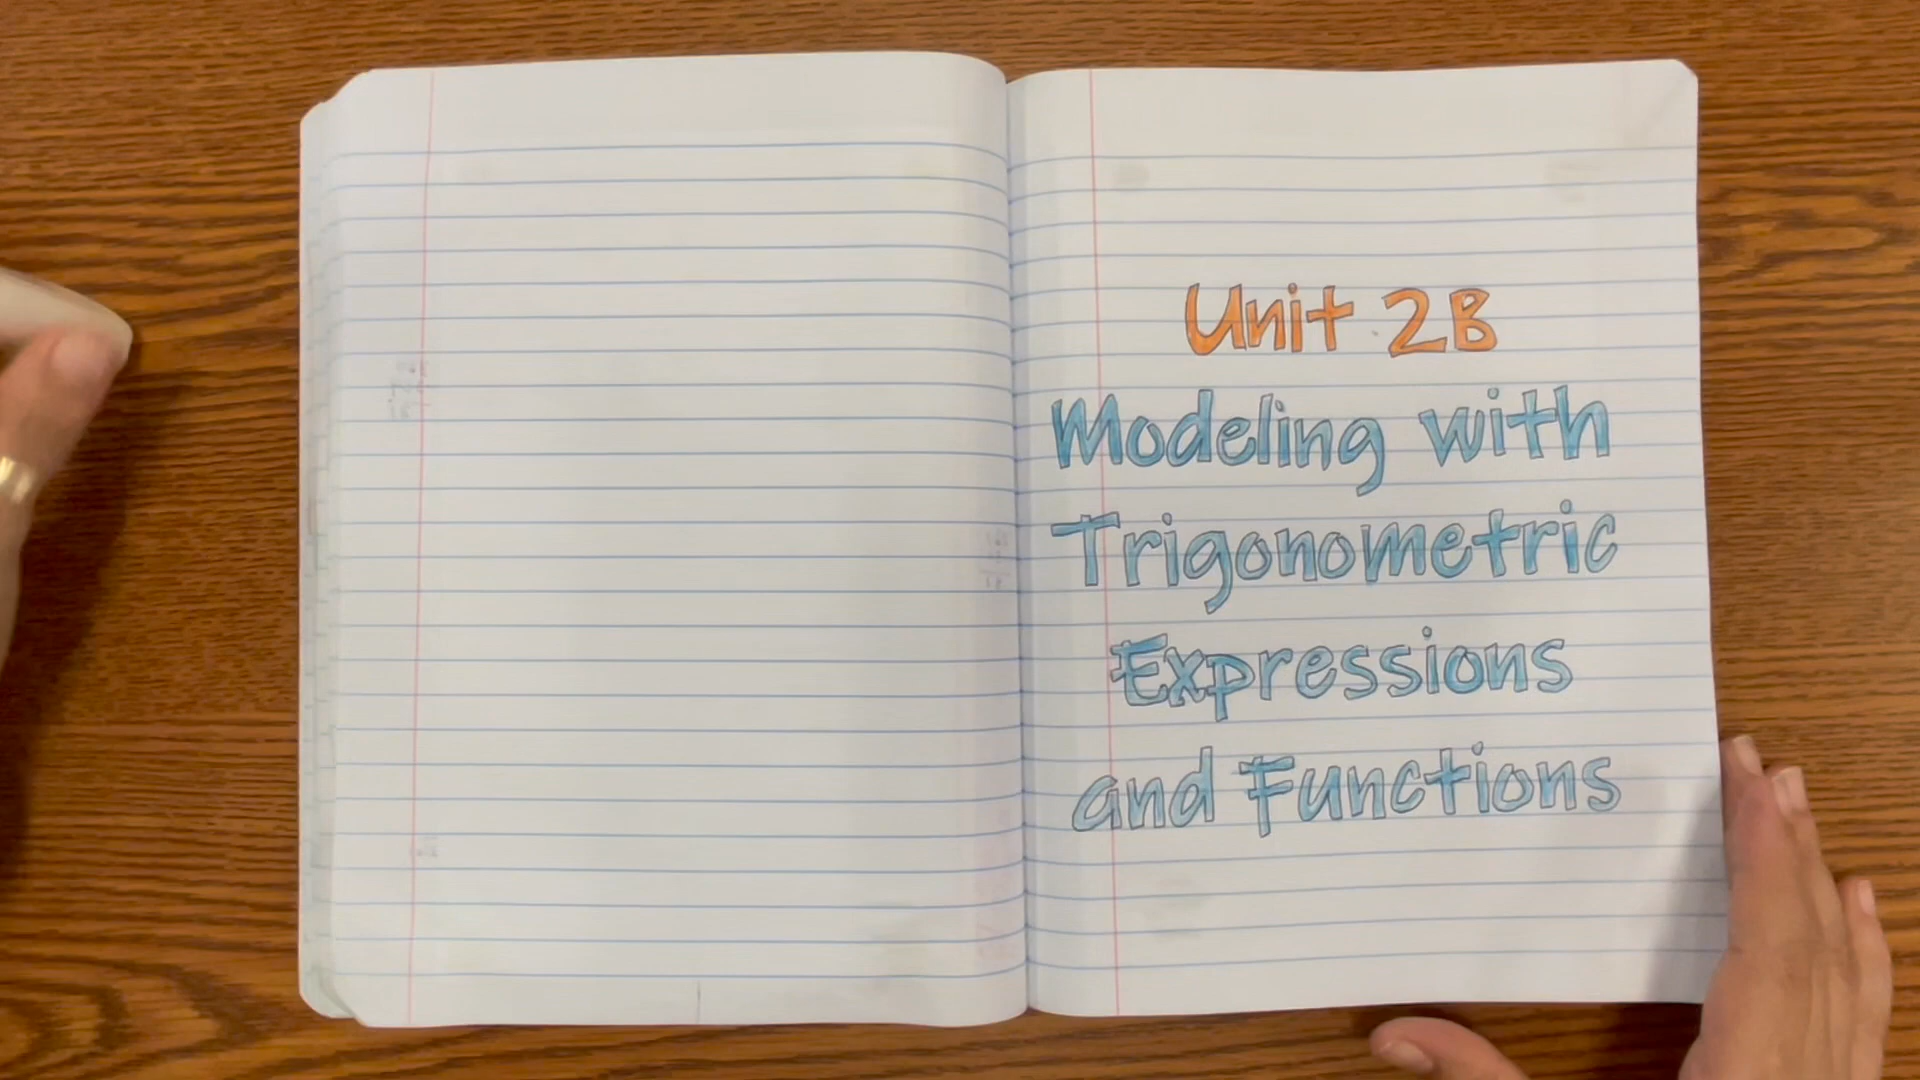 Unit 2B
Modeling with
Trigonometric
Expressions
and Functions